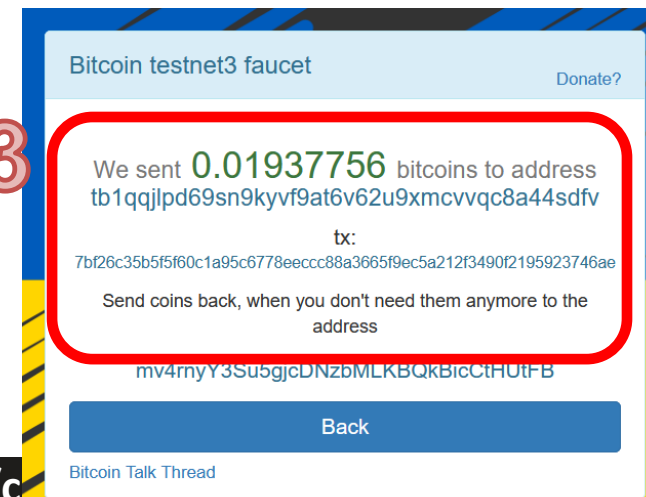 Bitcoin testnet3 faucet
Donate?
3
We sent 0.01937756 bitcoins to address
tb1qqjlpd69sn9kyvf9at6v62u9xmcvvqc8a44sdfv
tx:
7bf26c35b5f5f60c1a95c6778eeccc88a3665f9ec5a212f3490f2195923746ae
Send coins back, when you don't need them anymore to the
address
mv4rnyY3Su5gjcDNzbMLKBQkBicCtHUtFB
Back
Bitcoin Talk Thread